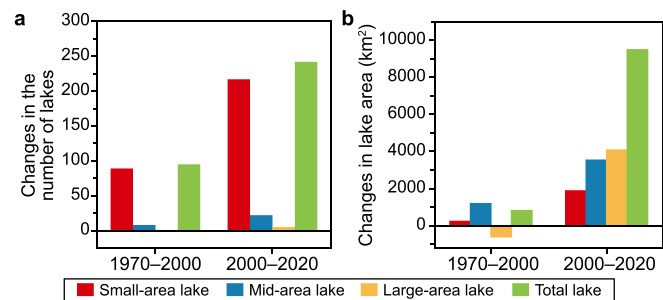 a
Changes in the
number of lakes
300
250
200
150
100
50
0
1970–2000
2000–2020
b
Changes in lake area (km²)
10000
8000
6000
4000
2000
0
1970–2000
2000–2020
Small-area lake
Mid-area lake
Large-area lake
Total lake